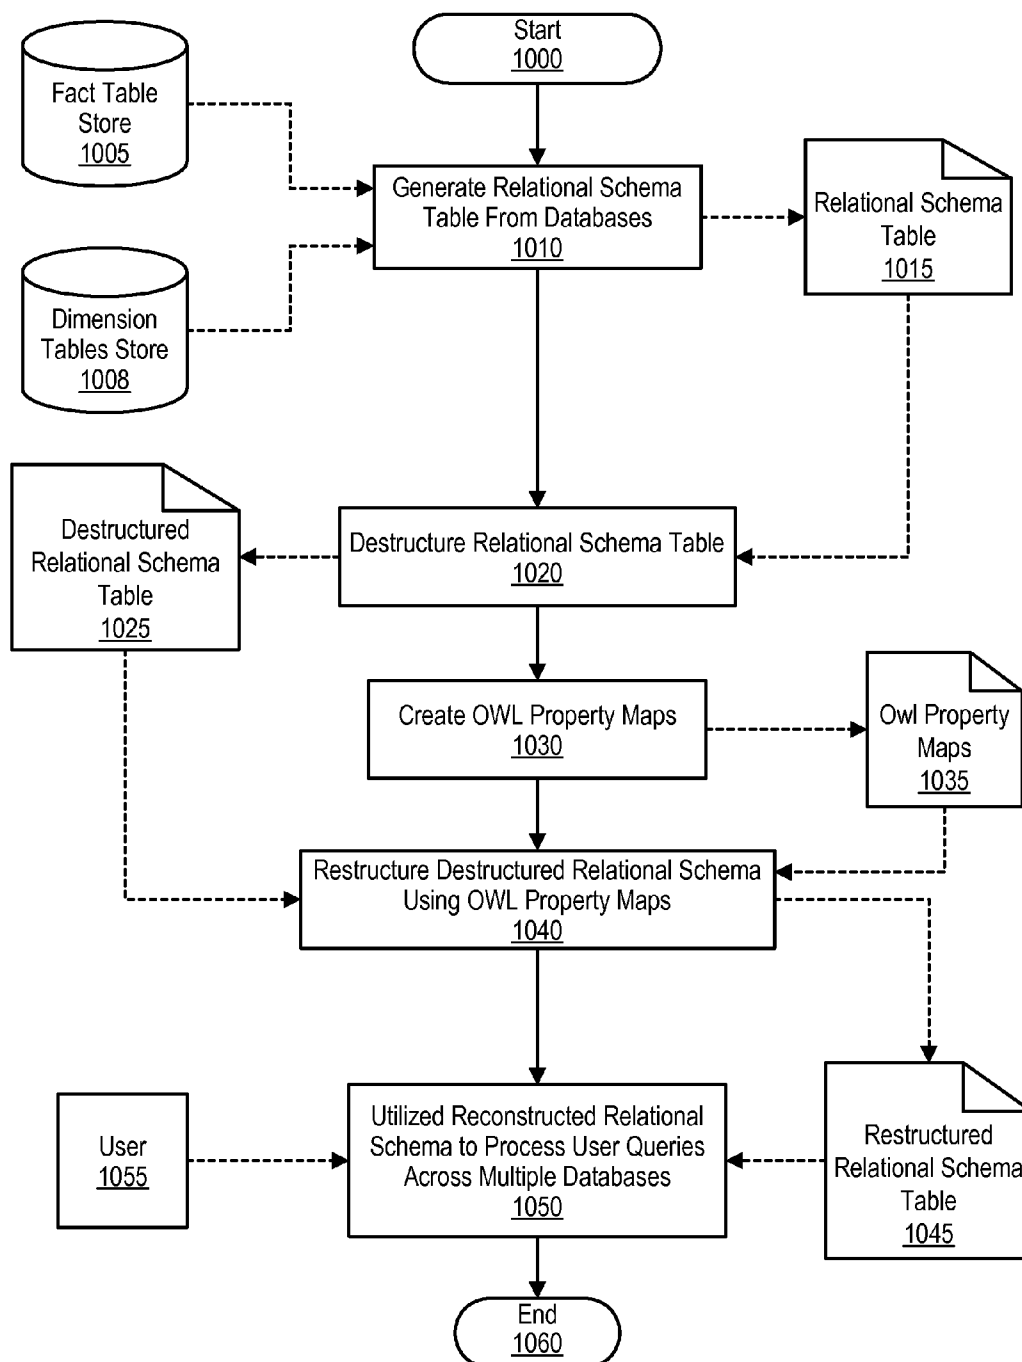 Start
1000
Fact Table
Store
1005
Generate Relational Schema
Table From Databases
1010
Relational Schema
Table
1015
Dimension
Tables Store
1008
Destructured
Relational Schema
Table
1025
Destructure Relational Schema Table
1020
Create OWL Property Maps
1030
Owl Property
Maps
1035
Restructure Destructured Relational Schema
Using OWL Property Maps
1040
User
1055
Utilized Reconstructed Relational
Schema to Process User Queries
Across Multiple Databases
1050
Restructured
Relational Schema
Table
1045
End
1060